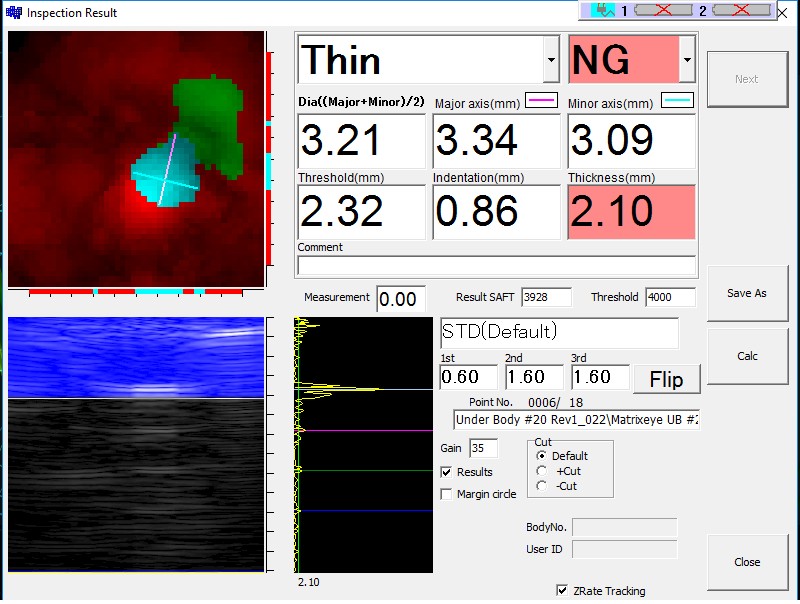 Inspection Result
1 2
Thin NG
Next
Dia((Major+Minor)/2) Major axis(mm) Minor axis(mm)
3.21 3.34 3.09
Threshold(mm) Indentation(mm) Thickness(mm)
2.32 0.86 2.10
Comment
Measurement 0.00 Result SAFT 3928 Threshold 4000
Save As
STD(Default)
1st 2nd 3rd
0.60 1.60 1.60 Flip
Calc
Point No. 0006/ 18
Under Body #20 Rev1_022\Matrixeye UB #2
Gain 35
Cut
Default
+Cut
-Cut
Results
Margin circle
BodyNo.
User ID
Close
2.10
ZRate Tracking